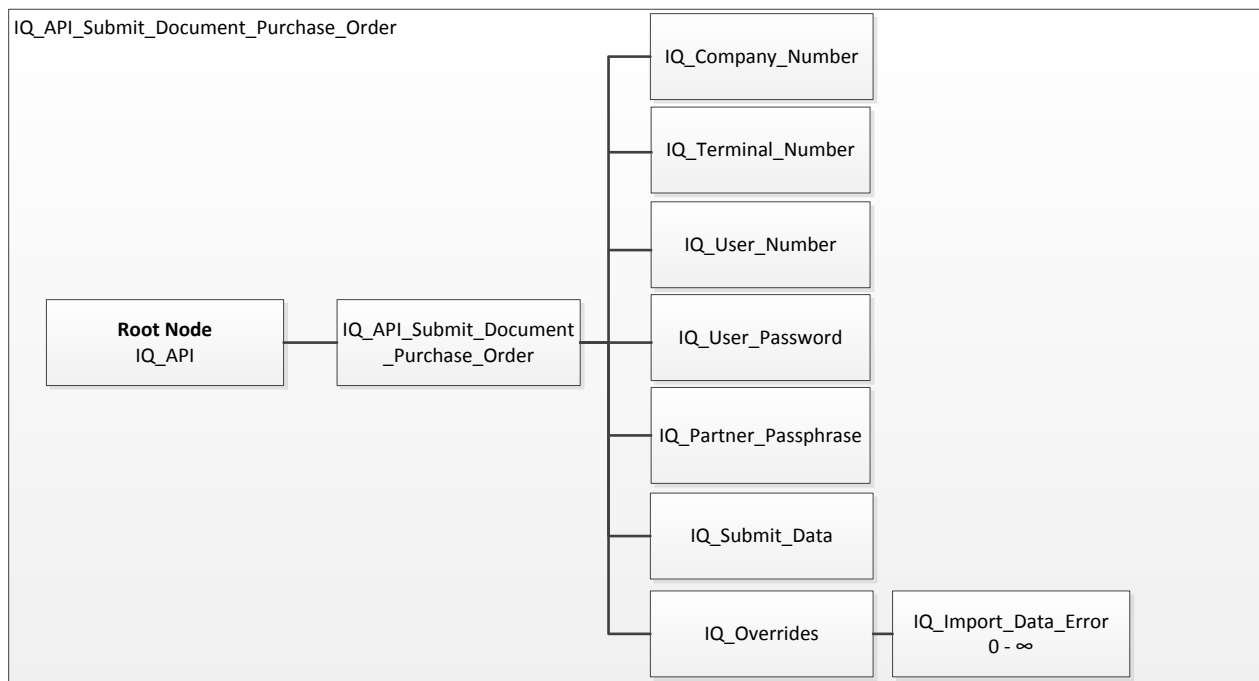 IQ_API_Submit_Document_Purchase_Order
IQ_Company_Number
IQ_Terminal_Number
IQ_User_Number
Root Node
IQ_API
IQ_API_Submit_Document
_Purchase_Order
IQ_User_Password
IQ_Partner_Passphrase
IQ_Submit_Data
IQ_Overrides
IQ_Import_Data_Error
0 - ∞